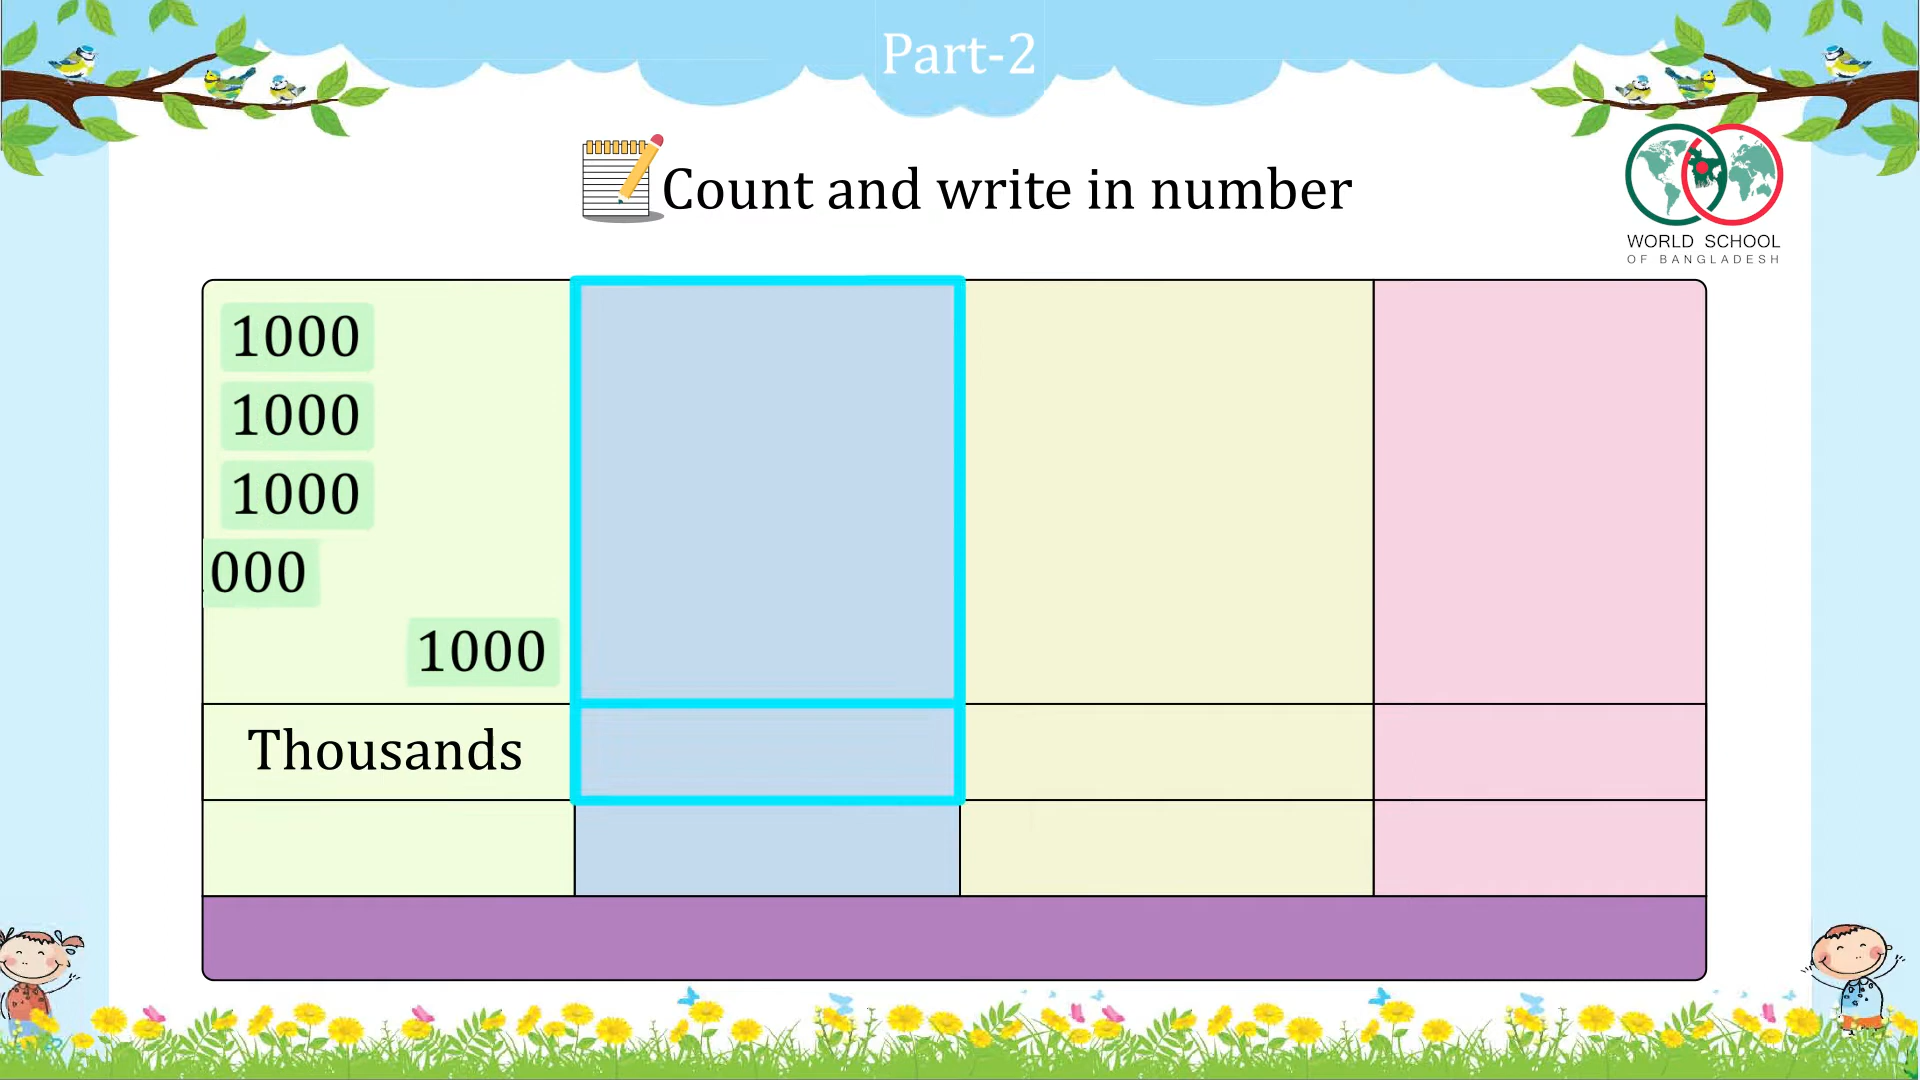 Part-2
Count and write in number
WORLD SCHOOL
OF BANGLADESH
1000
1000
1000
000
1000
Thousands